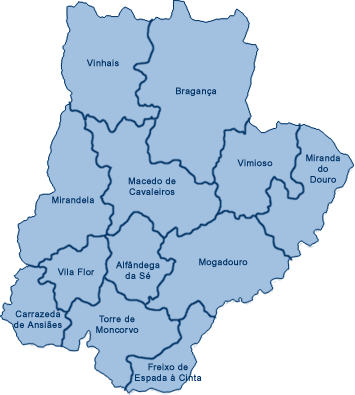 Vinhais
Bragança
Vimioso
Miranda
do
Douro
Macedo de
Cavaleiros
Mirandela
Mogadouro
Alfândega
da Sé
Vila Flor
Carrazeda
de Ansiães
Torre de
Moncorvo
Freixo de
Espada à Cinta